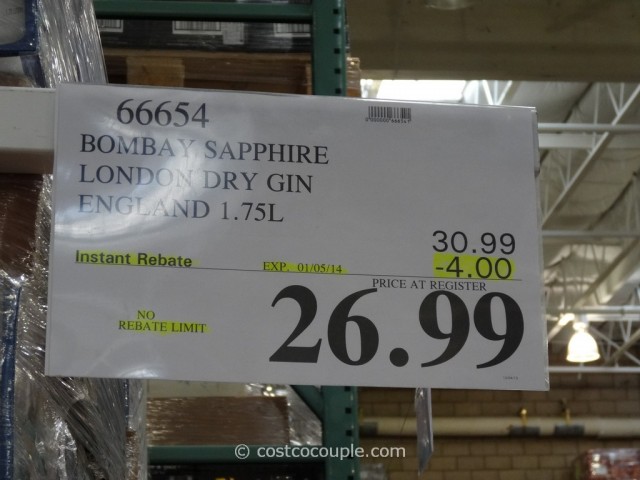 66654
BOMBAY SAPPHIRE
LONDON DRY GIN
ENGLAND 1.75L
30.99
Instant Rebate EXP. 01/05/14 -4.00
PRICE AT REGISTER
NO
REBATE LIMIT
26.99
© costcocouple.com